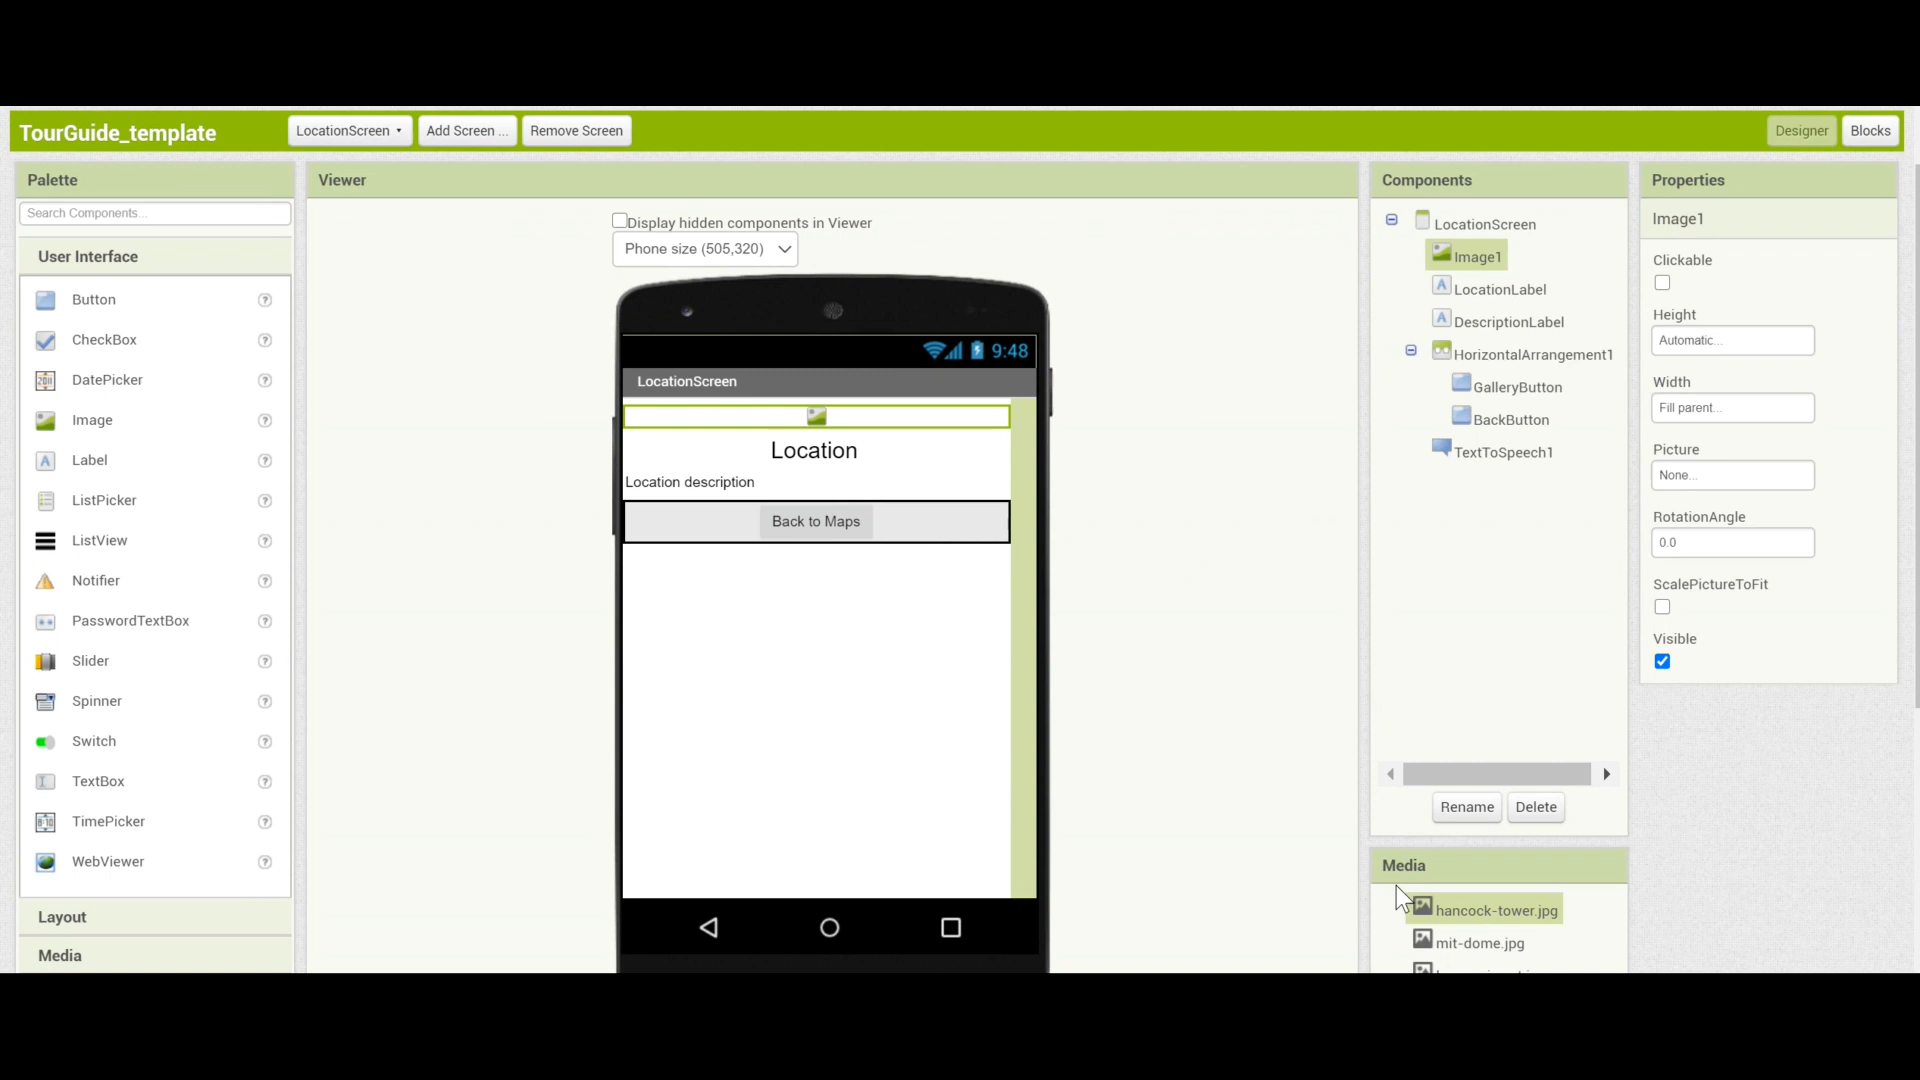 TourGuide_template
LocationScreen
Add Screen ...
Remove Screen
Designer
Blocks
Palette
Search Components...
User Interface
Button
CheckBox
DatePicker
Image
Label
ListPicker
ListView
Notifier
PasswordTextBox
Slider
Spinner
Switch
TextBox
TimePicker
WebViewer
Layout
Media
Viewer
Display hidden components in Viewer
Phone size (505,320)
9:48
LocationScreen
Location
Location description
Back to Maps
Components
LocationScreen
Image1
LocationLabel
DescriptionLabel
HorizontalArrangement1
GalleryButton
BackButton
TextToSpeech1
Rename
Delete
Media
hancock-tower.jpg
mit-dome.jpg
Properties
Image1
Clickable
Height
Automatic...
Width
Fill parent...
Picture
None...
RotationAngle
0.0
ScalePictureToFit
Visible